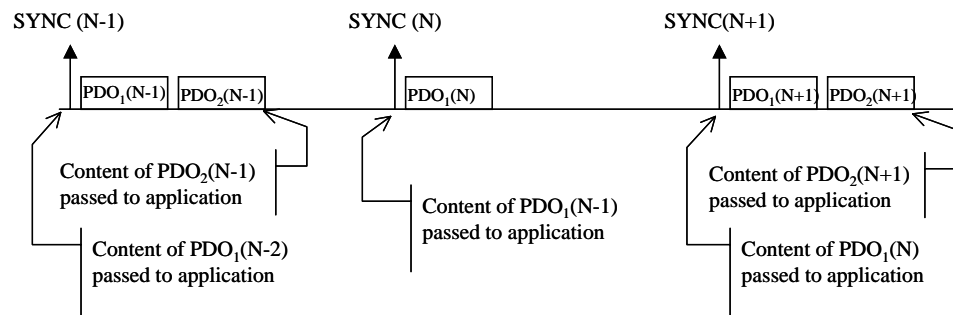 SYNC (N-1)
SYNC (N)
SYNC(N+1)
PDO₁(N-1)
PDO₂(N-1)
PDO₁(N)
PDO₁(N+1)
PDO₂(N+1)
Content of PDO₂(N-1)
passed to application
Content of PDO₁(N-2)
passed to application
Content of PDO₁(N-1)
passed to application
Content of PDO₂(N+1)
passed to application
Content of PDO₁(N)
passed to application